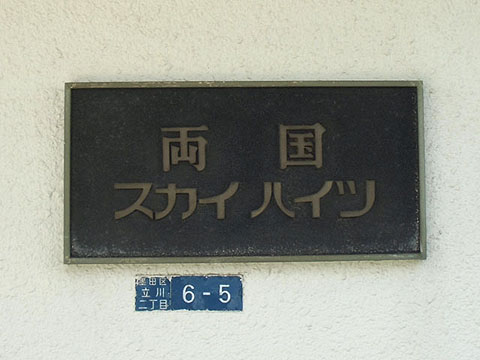 両国
スカイハイツ
墨田区
立川
二丁目
6-5